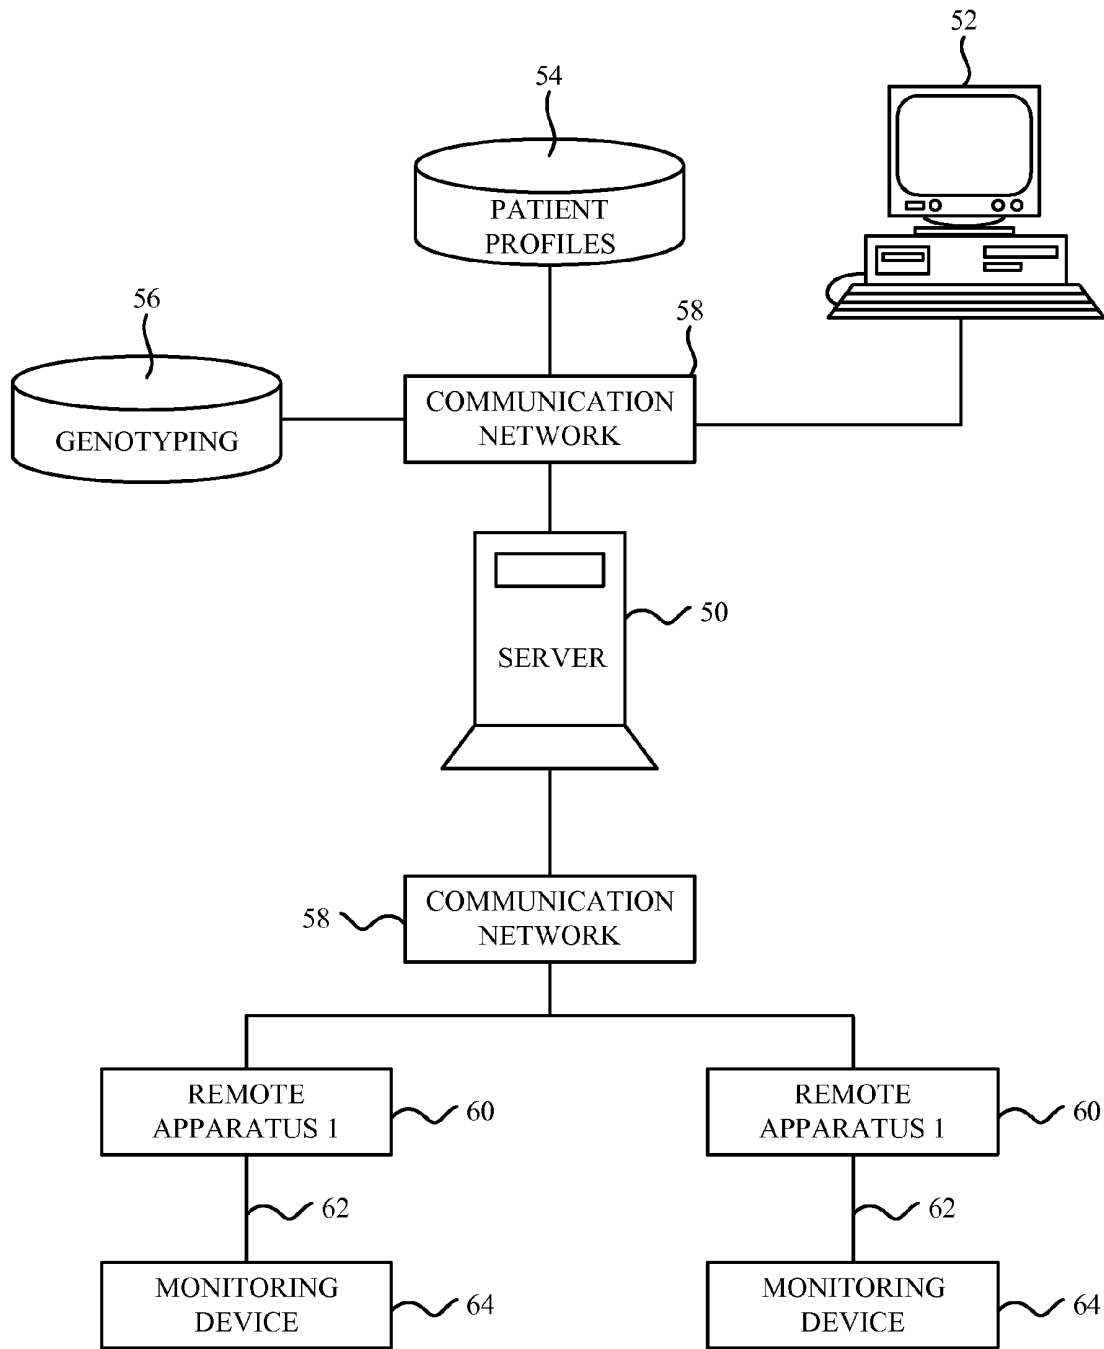 52
54
PATIENT
PROFILES
56
58
GENOTYPING
COMMUNICATION
NETWORK
50
SERVER
58
COMMUNICATION
NETWORK
REMOTE
APPARATUS 1
60
REMOTE
APPARATUS 1
60
62
62
MONITORING
DEVICE
64
MONITORING
DEVICE
64